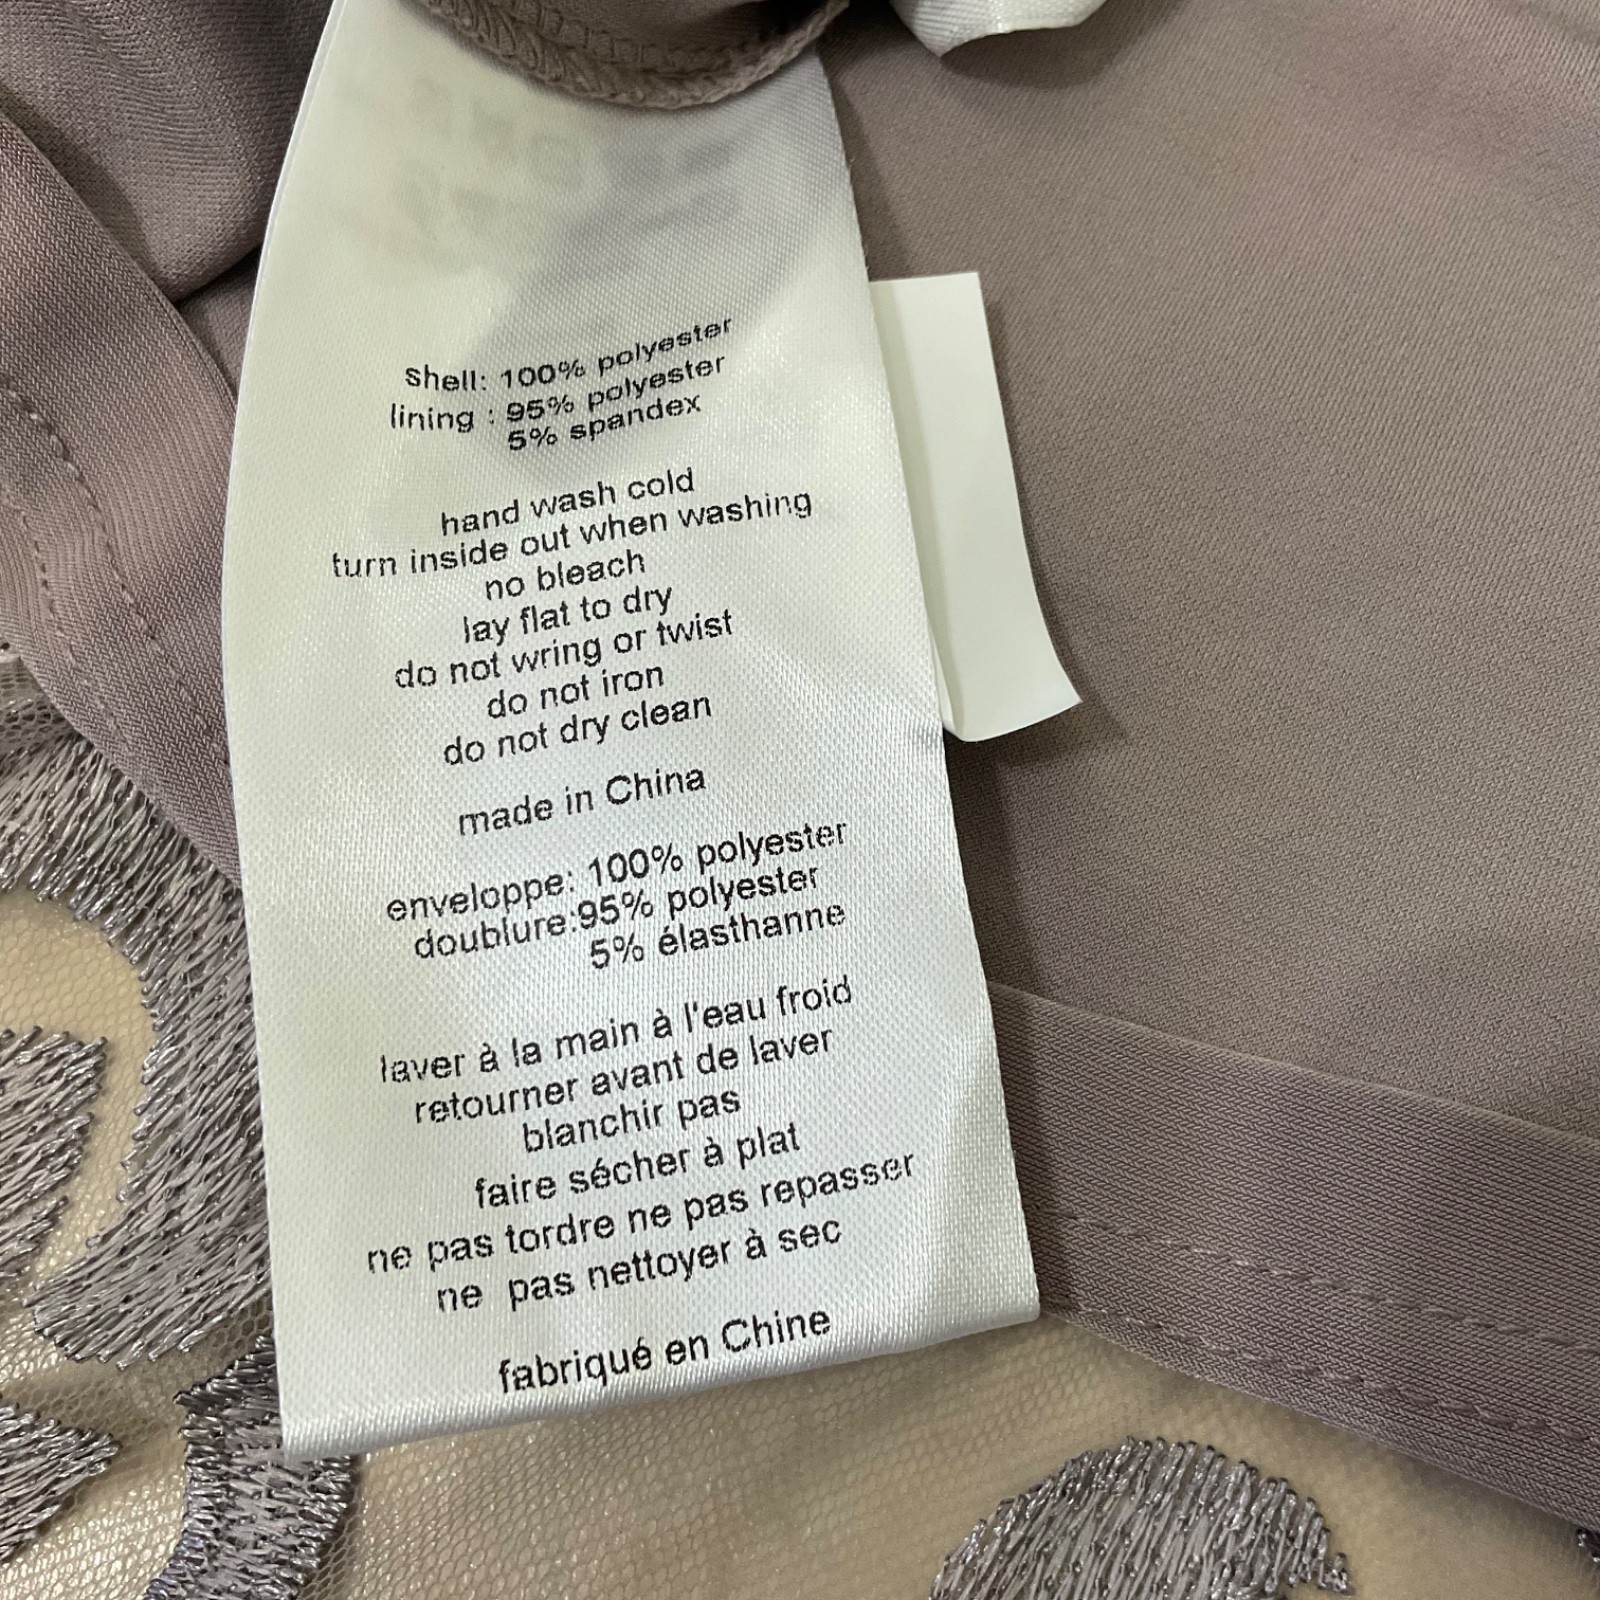 shell: 100% polyester
lining : 95% polyester
5% spandex
hand wash cold
turn inside out when washing
no bleach
lay flat to dry
do not wring or twist
do not iron
do not dry clean
made in China
enveloppe: 100% polyester
doublure:95% polyester
5% élasthanne
laver à la main à l'eau froid
retourner avant de laver
blanchir pas
faire sécher à plat
ne pas tordre ne pas repasser
ne pas nettoyer à sec
fabriqué en Chine